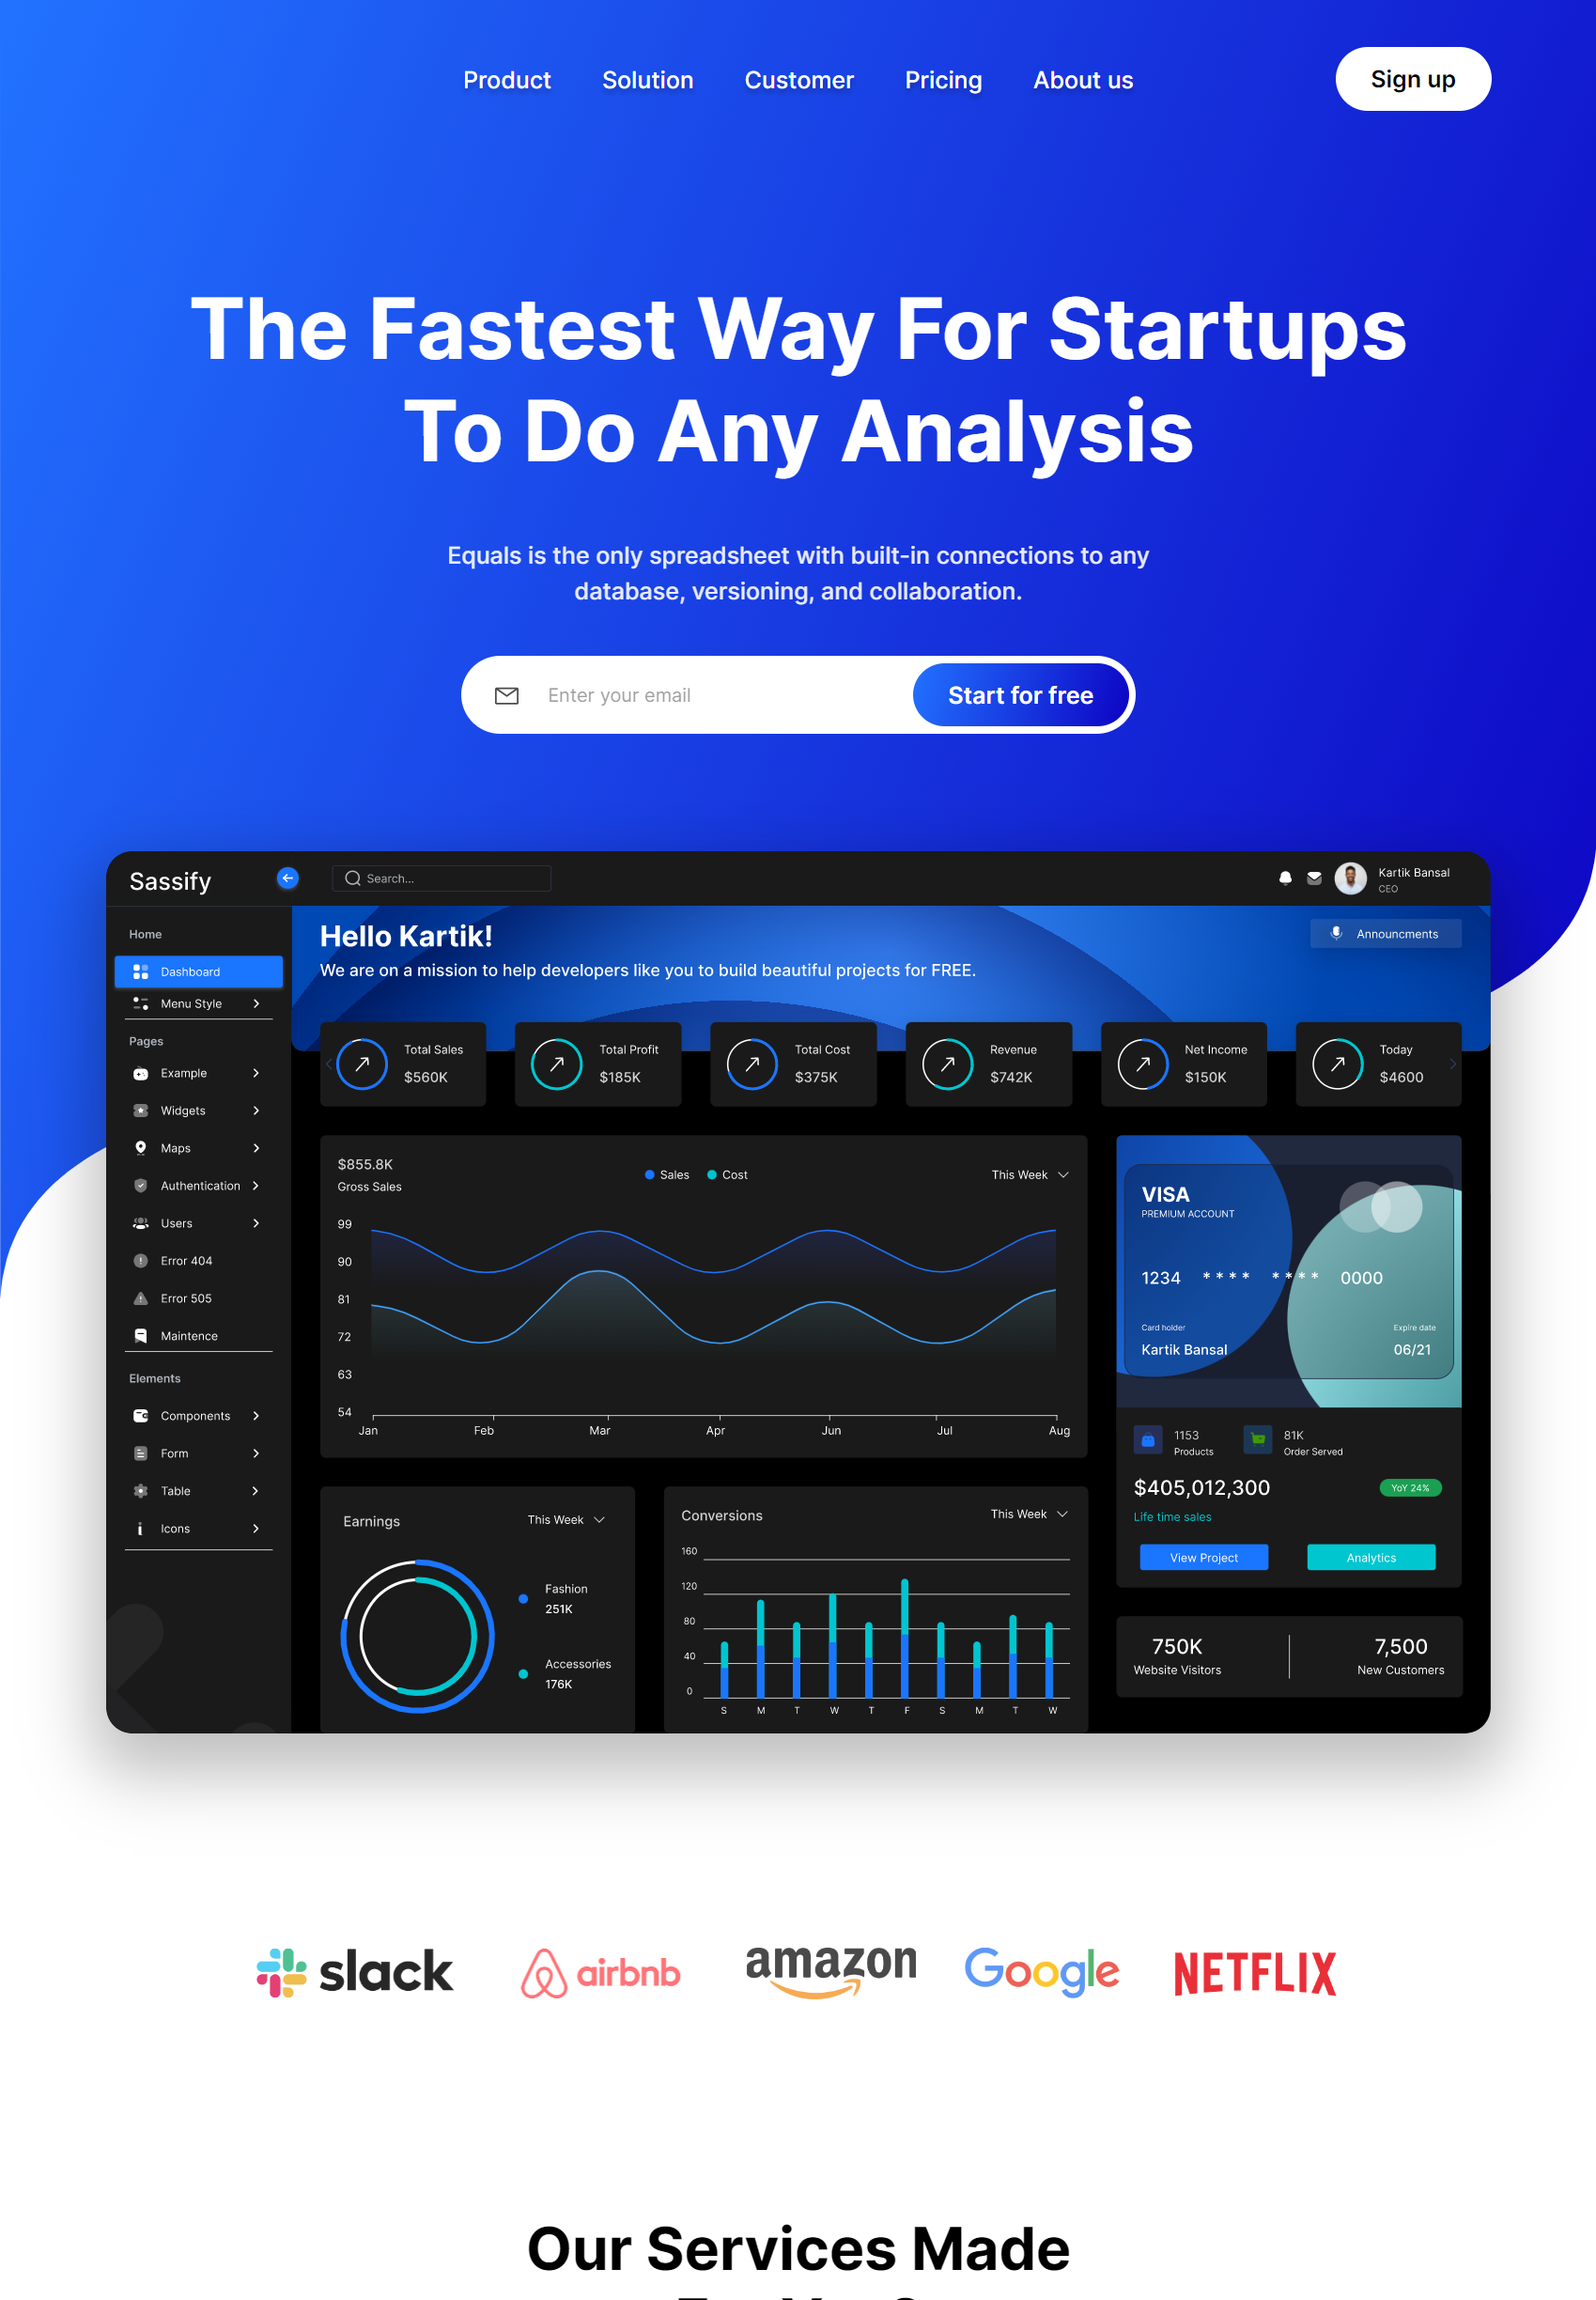 Product Solution Customer Pricing About us Sign up
The Fastest Way For Startups
To Do Any Analysis
Equals is the only spreadsheet with built-in connections to any
database, versioning, and collaboration.
Enter your email Start for free
Sassify
Search...
Kartik Bansal
CEO
Home
Dashboard
Menu Style
Pages
Example
Widgets
Maps
Authentication
Users
Error 404
Error 505
Maintence
Elements
Components
Form
Table
Icons
Hello Kartik!
We are on a mission to help developers like you to build beautiful projects for FREE.
Announcments
Total Sales
$560K
Total Profit
$185K
Total Cost
$375K
Revenue
$742K
Net Income
$150K
Today
$4600
$855.8K
Gross Sales
Sales Cost
This Week
99
90
81
72
63
54
Jan Feb Mar Apr Jun Jul Aug
VISA
PREMIUM ACCOUNT
1234 **** **** 0000
Card holder Expire date
Kartik Bansal 06/21
1153
Products
81K
Order Served
$405,012,300
YoY 24%
Life time sales
View Project Analytics
Earnings
This Week
Fashion
251K
Accessories
176K
Conversions
This Week
160
120
80
40
0
S M T W T F S M T W
750K
Website Visitors
7,500
New Customers
slack airbnb amazon Google NETFLIX
Our Services Made